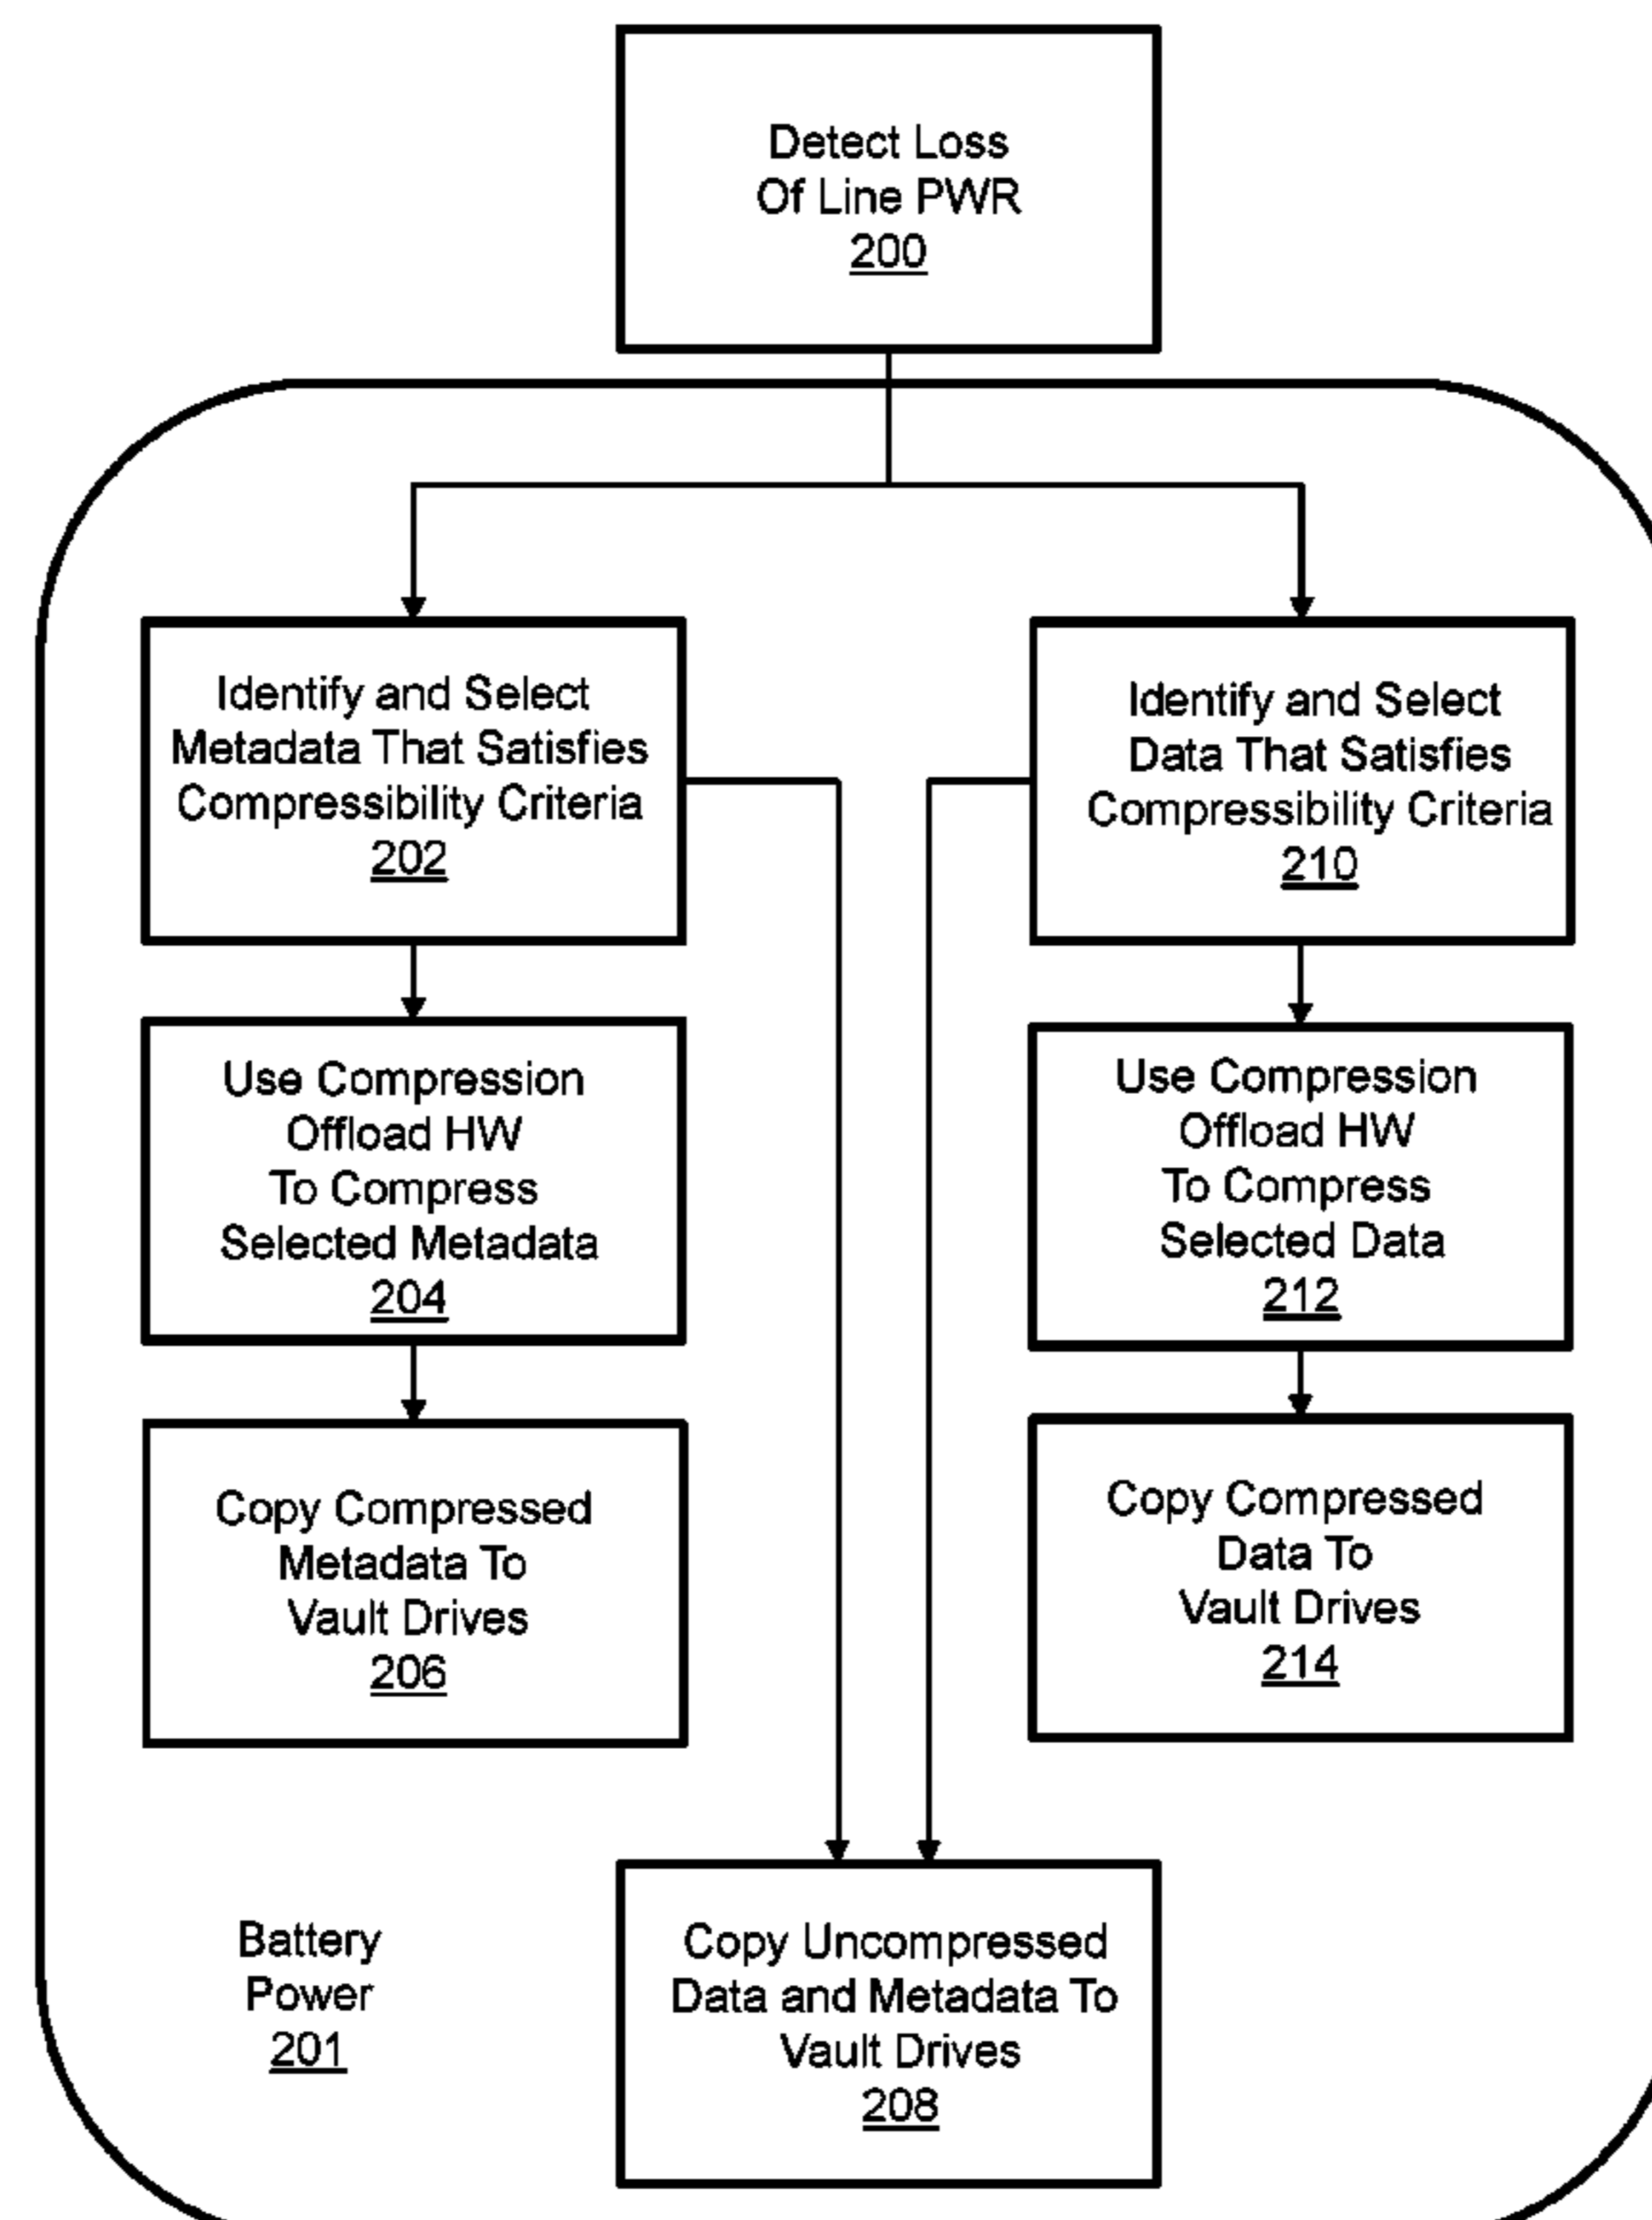 Detect Loss
Of Line PWR
200
Identify and Select
Metadata That Satisfies
Compressibility Criteria
202
Identify and Select
Data That Satisfies
Compressibility Criteria
210
Use Compression
Offload HW
To Compress
Selected Metadata
204
Use Compression
Offload HW
To Compress
Selected Data
212
Copy Compressed
Metadata To
Vault Drives
206
Copy Compressed
Data To
Vault Drives
214
Battery
Power
201
Copy Uncompressed
Data and Metadata To
Vault Drives
208